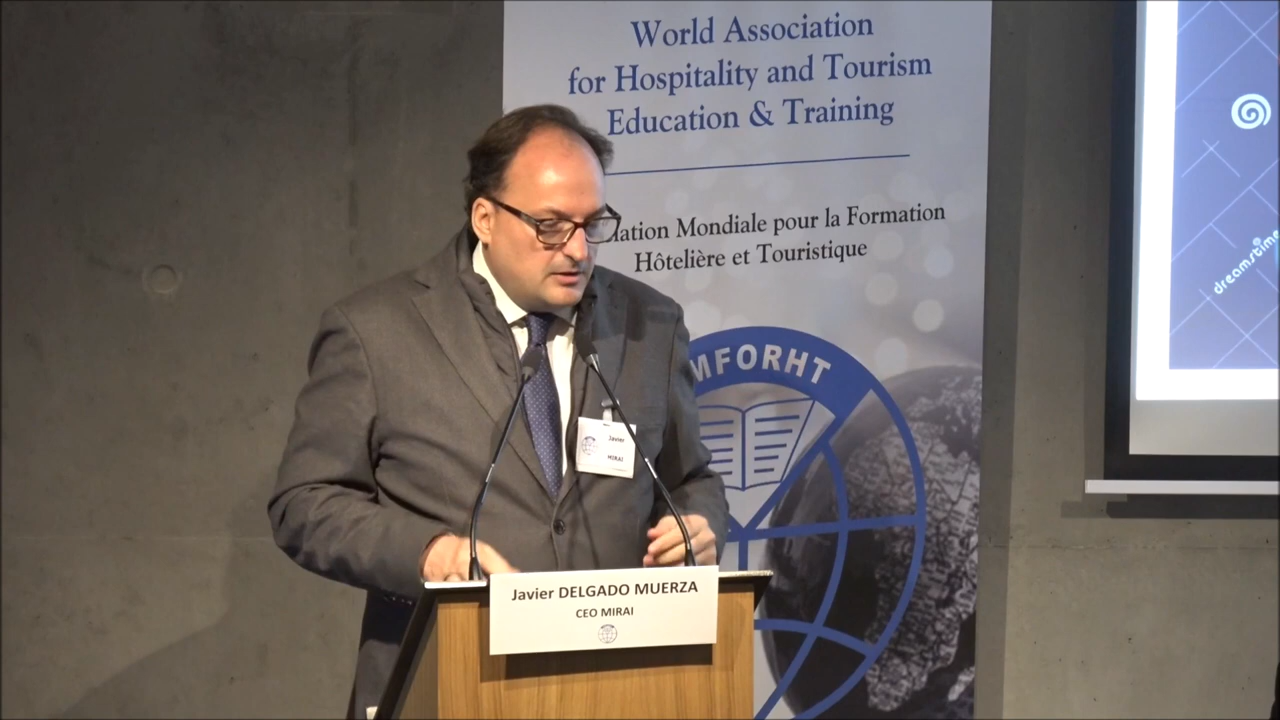 World Association
for Hospitality and Tourism
Education & Training
iation Mondiale pour la Formation
Hôtelière et Touristique
MFORHT
Javier
MIRAI
dreamstime
Javier DELGADO MUERZA
CEO MIRAI